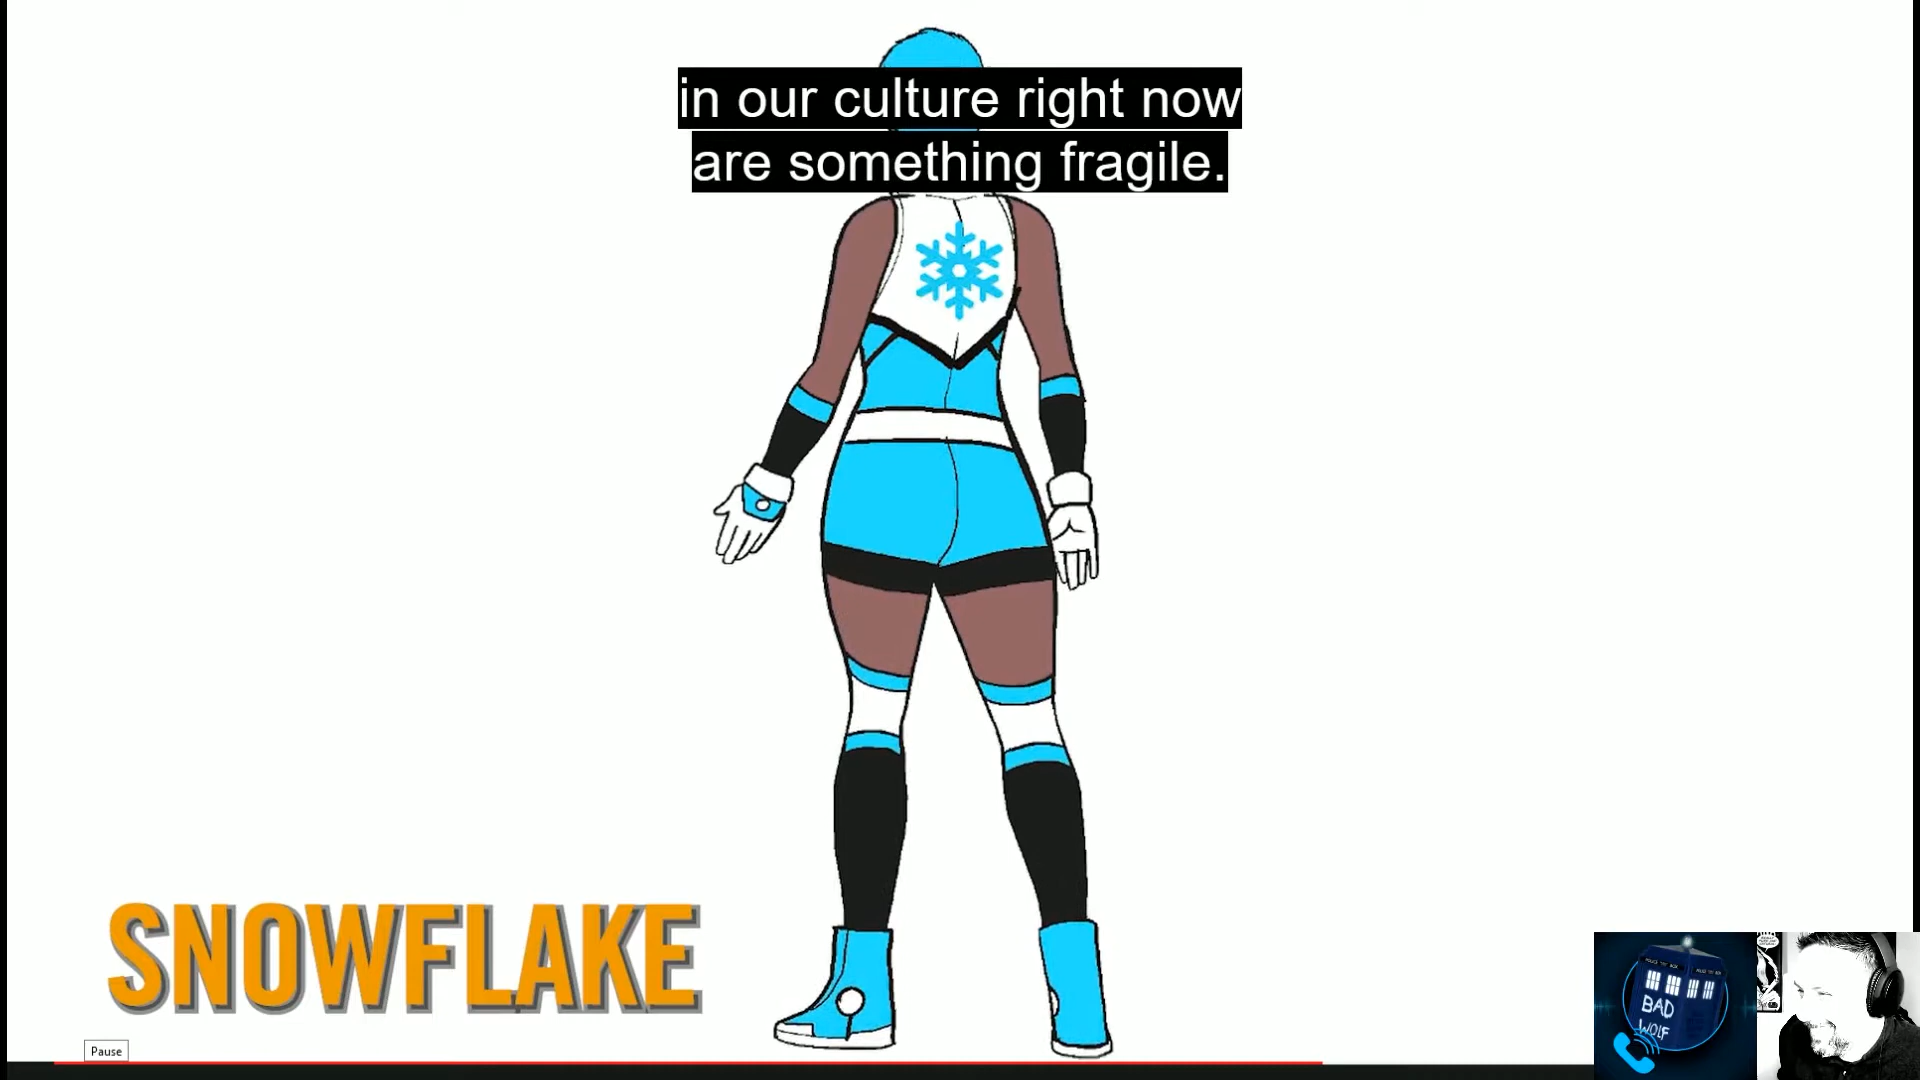 in our culture right now
are something fragile.
SNOWFLAKE
Pause
BAD
WOLF